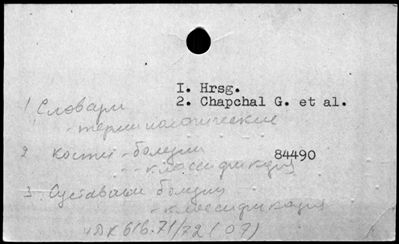 I. Hrsg.
2. Chapchal G. et al.
1. Словари
- терминологические
2 Кости - болезни
- классификация
84490
3 Суставы - болезни
- классификация
УДК 616.71/72 (09)